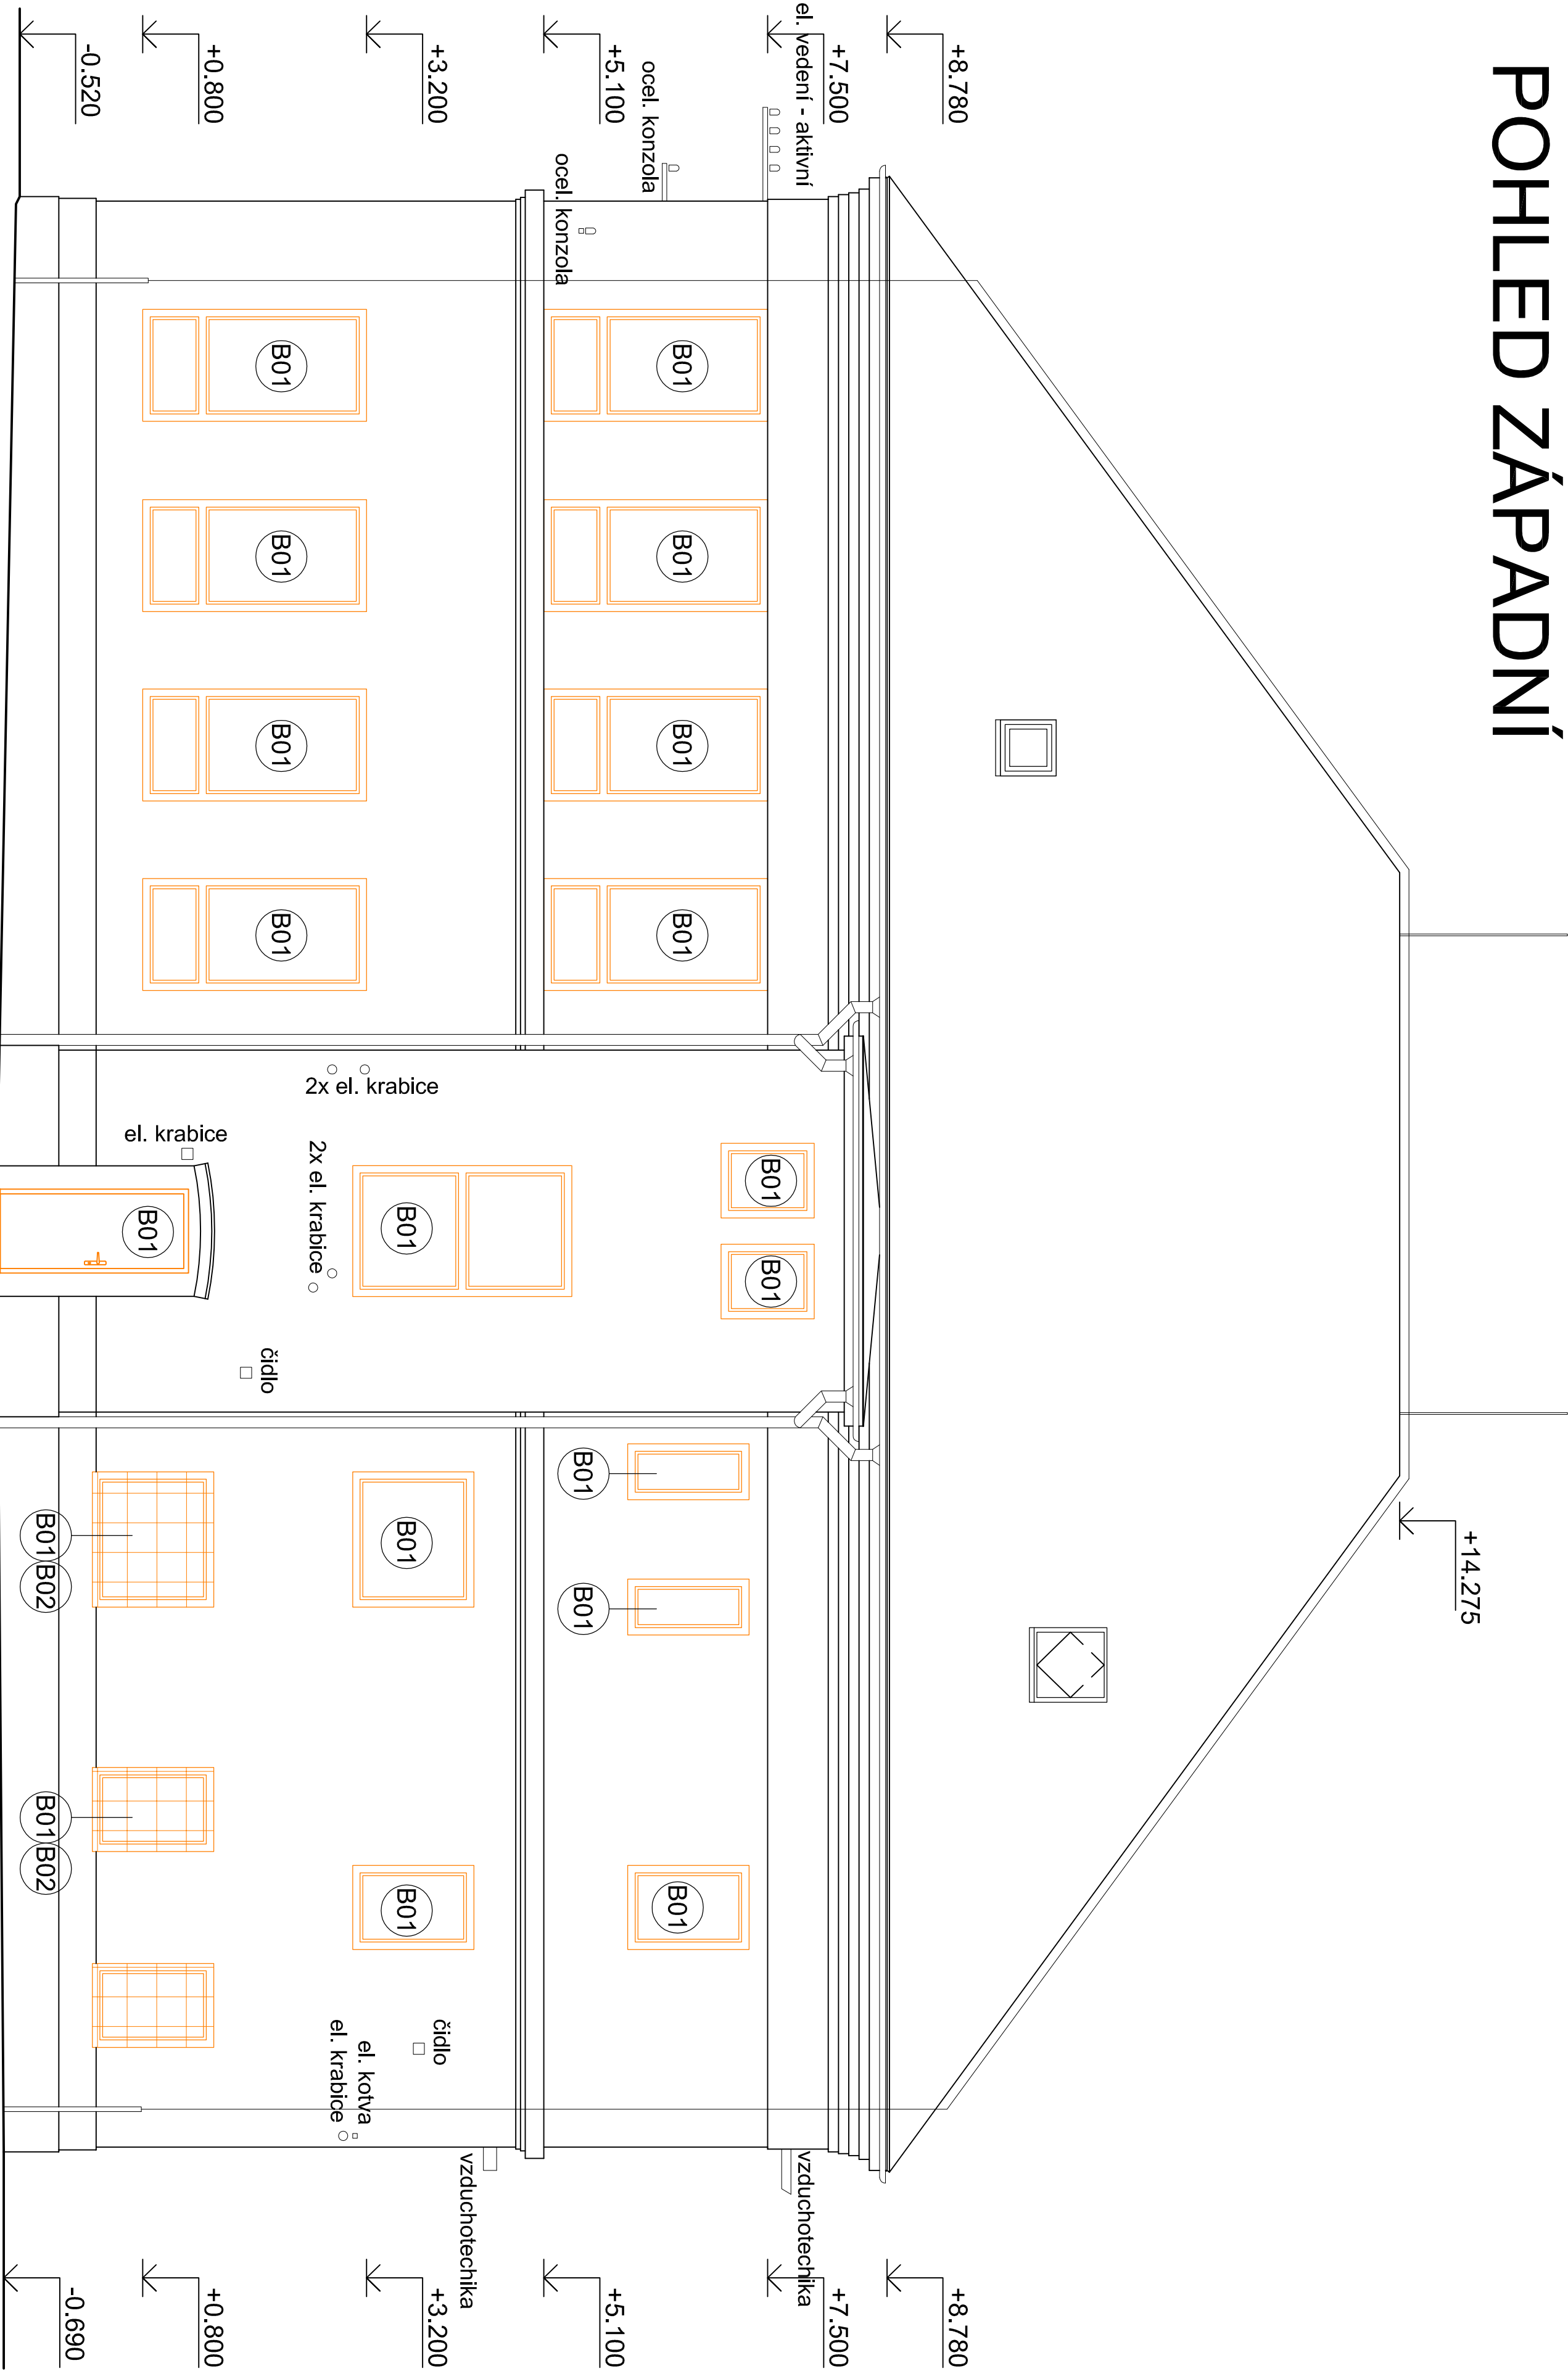 POHLED ZÁPADNÍ
+14.275
+8.780
+8.780
+7.500
+7.500
el. vedení - aktivní
vzduchotechnika
B01
B01
ocel. konzola
B01
B01
B01
B01
B01
+5.100
+5.100
ocel. konzola
B01
B01
vzduchotechnika
+3.200
+3.200
2x el. krabice
B01
B01
B01
čidlo
el. kotva
el. krabice
2x el. krabice
B01
B01
B01
B01
čidlo
el. krabice
B01
+0.800
+0.800
-0.520
-0.690
B01
B02
B01
B02